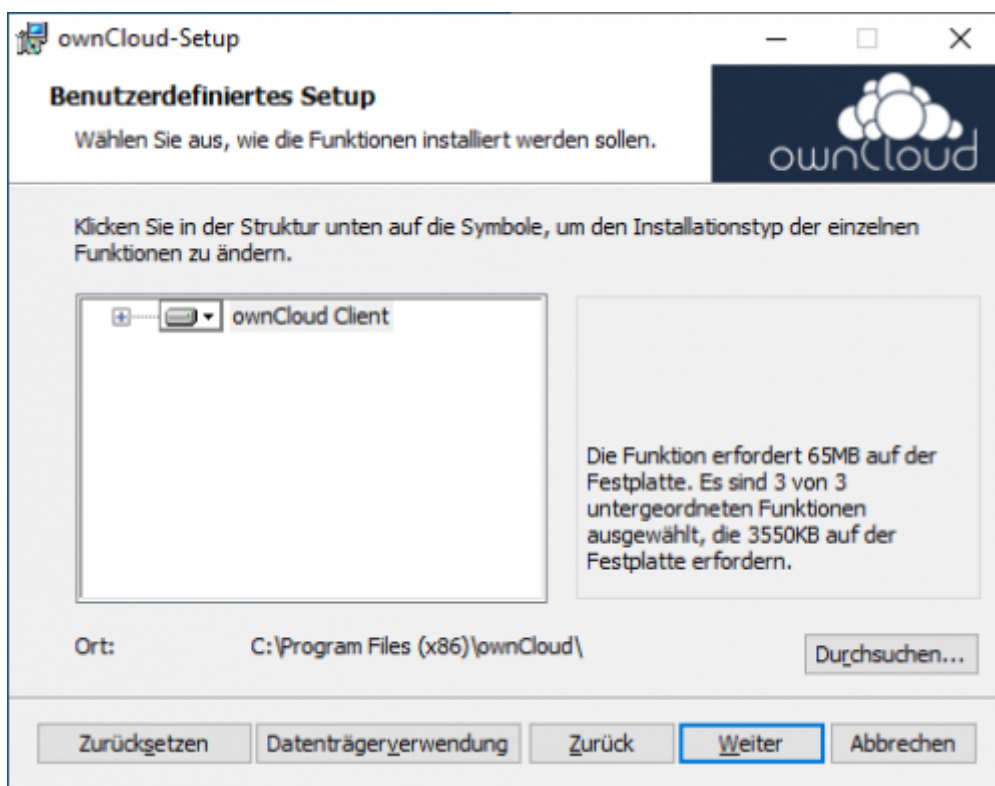 ownCloud-Setup
Benutzerdefiniertes Setup
Wählen Sie aus, wie die Funktionen installiert werden sollen.
ownCloud
Klicken Sie in der Struktur unten auf die Symbole, um den Installationstyp der einzelnen
Funktionen zu ändern.
ownCloud Client
Die Funktion erfordert 65MB auf der
Festplatte. Es sind 3 von 3
untergeordneten Funktionen
ausgewählt, die 3550KB auf der
Festplatte erfordern.
Ort: C:\Program Files (x86)\ownCloud\
Durchsuchen...
Zurücksetzen Datenträgerverwendung Zurück Weiter Abbrechen